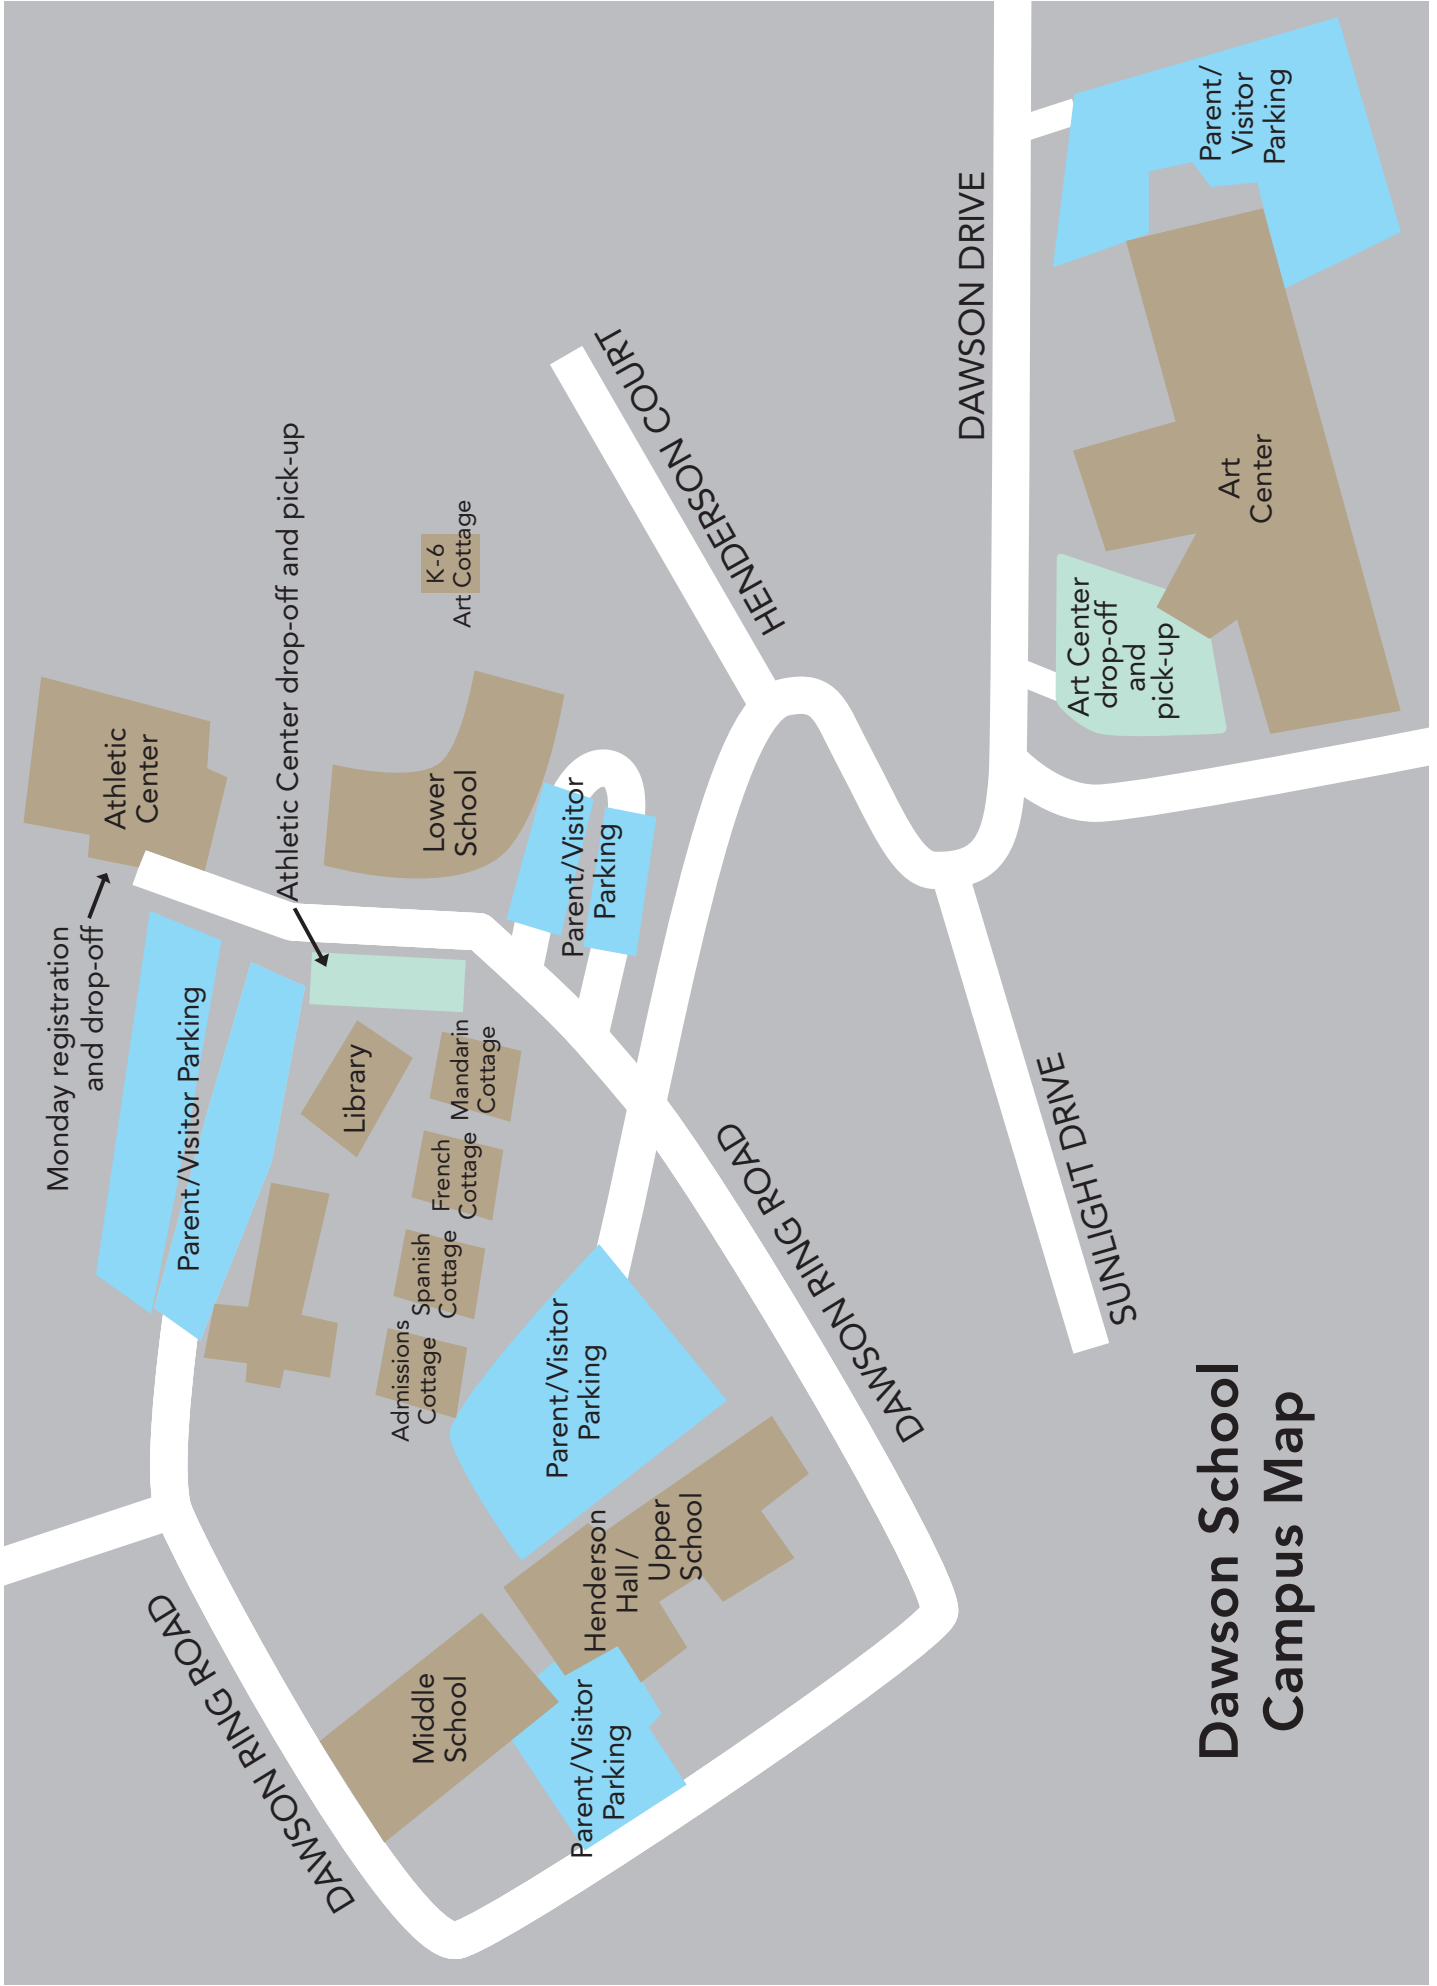 Monday registration
and drop-off
Athletic
Center
Athletic Center drop-off and pick-up
Parent/Visitor Parking
Library
Lower
School
K-6
Art Cottage
Mandarin
Cottage
French
Cottage
Spanish
Cottage
Admissions
Cottage
Parent/Visitor
Parking
Parent/Visitor
Parking
Henderson
Hall/
Upper
School
Middle
School
Parent/Visitor
Parking
DAWSON RING ROAD
DAWSON RING ROAD
HENDERSON COURT
DAWSON DRIVE
SUNLIGHT DRIVE
Art Center
drop-off
and
pick-up
Art
Center
Parent/
Visitor
Parking
Dawson School
Campus Map